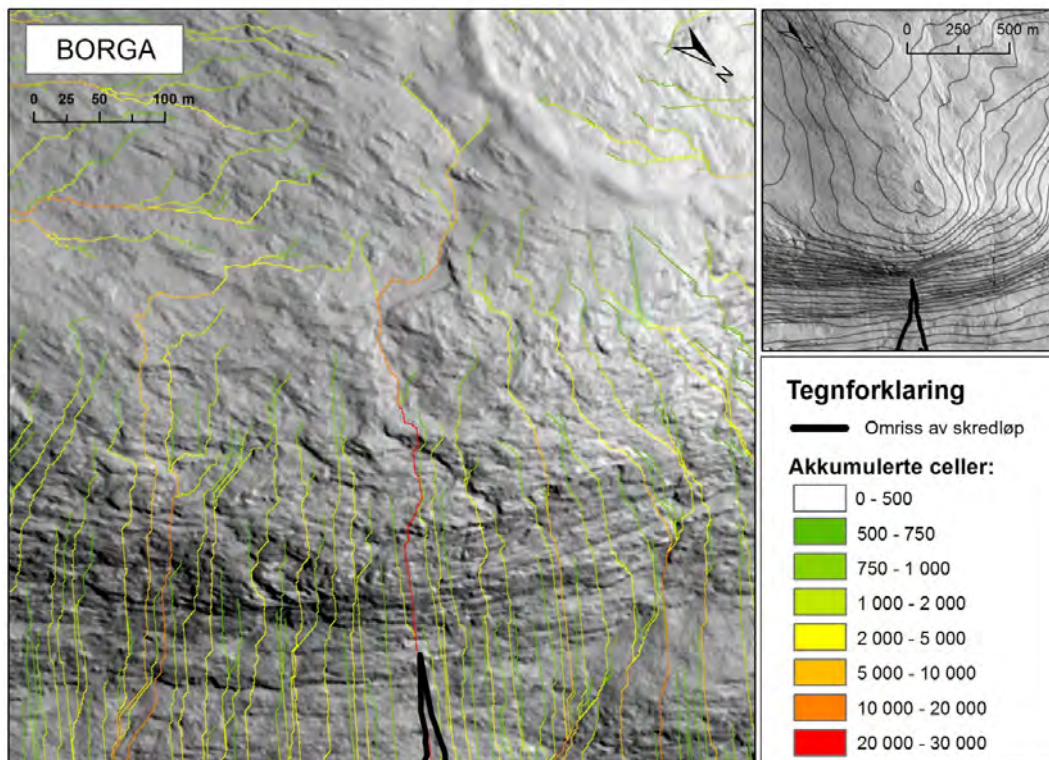 BORGA
0 25 50 100 m
N
N
0 250 500 m
Tegnforklaring
Omriss av skredløp
Akkumulerte celler:
0 - 500
500 - 750
750 - 1 000
1 000 - 2 000
2 000 - 5 000
5 000 - 10 000
10 000 - 20 000
20 000 - 30 000